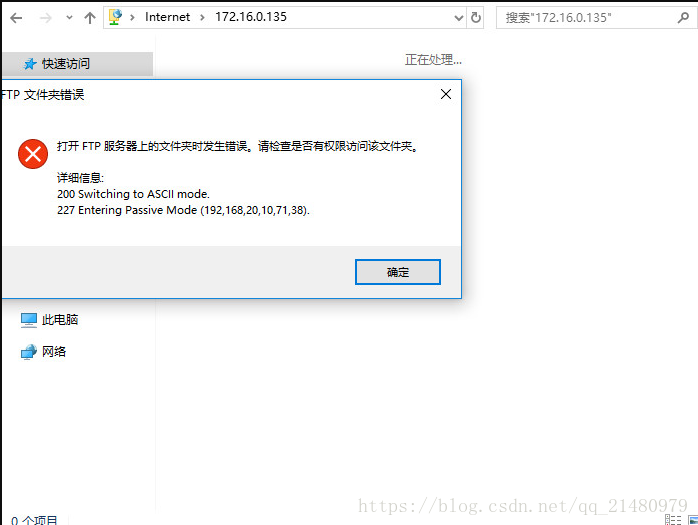 Internet > 172.16.0.135
搜索"172.16.0.135"
快速访问
正在处理...
FTP 文件夹错误
打开 FTP 服务器上的文件夹时发生错误。请检查是否有权限访问该文件夹。
详细信息:
200 Switching to ASCII mode.
227 Entering Passive Mode (192,168,20,10,71,38).
确定
此电脑
网络
https://blog.csdn.net/qq_21480979
0 个项目